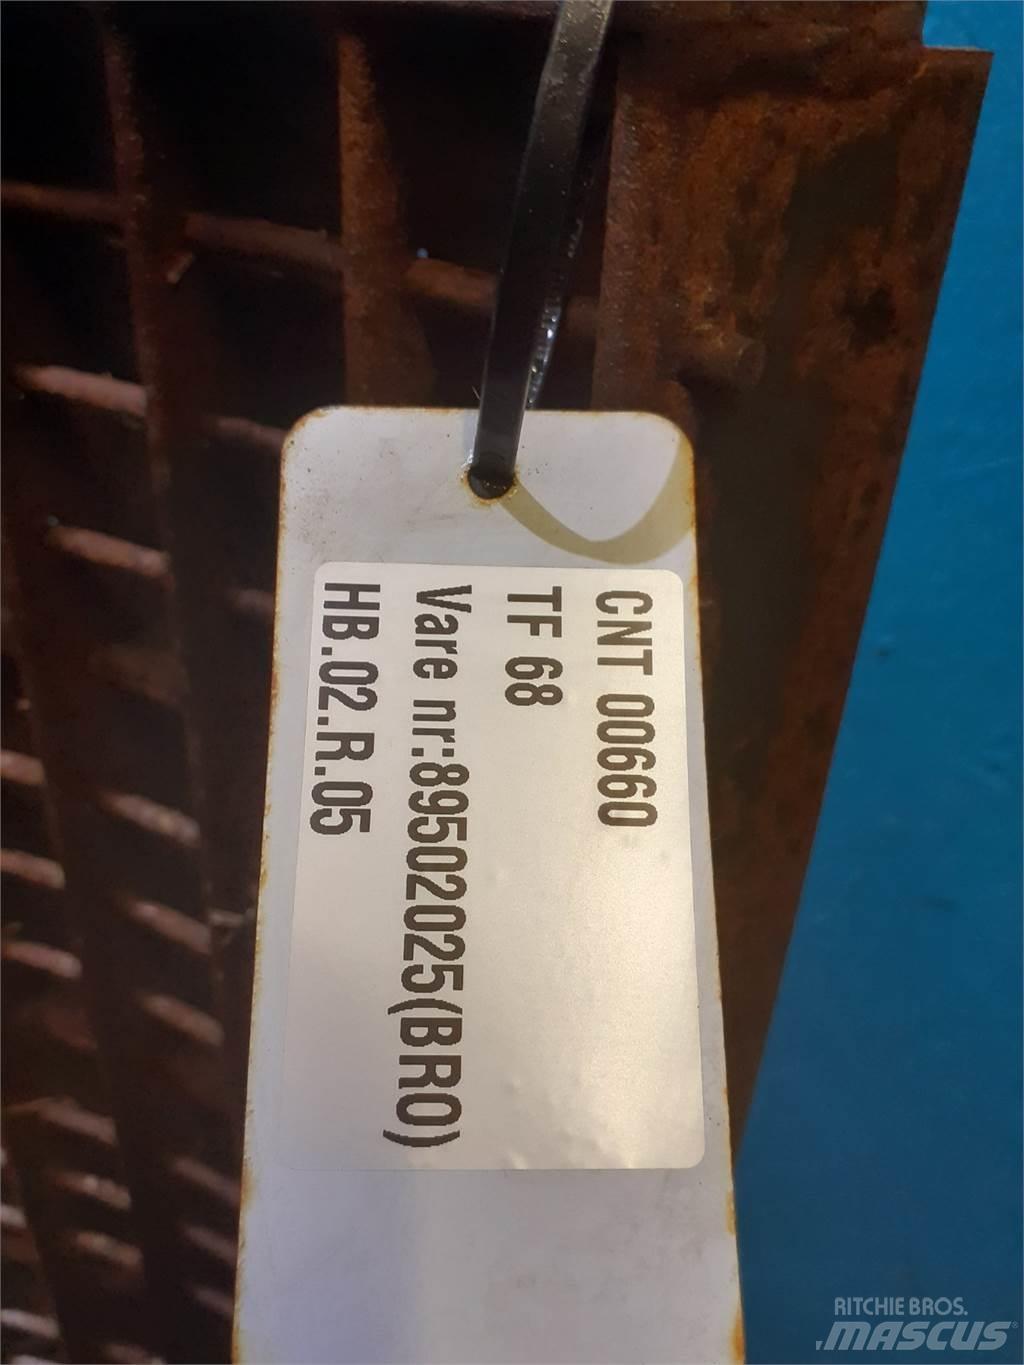 CNT 00660
TF 68
Vare nr:89502025(BRO)
HB.02.R.05
RITCHIE BROS.
MASCUS